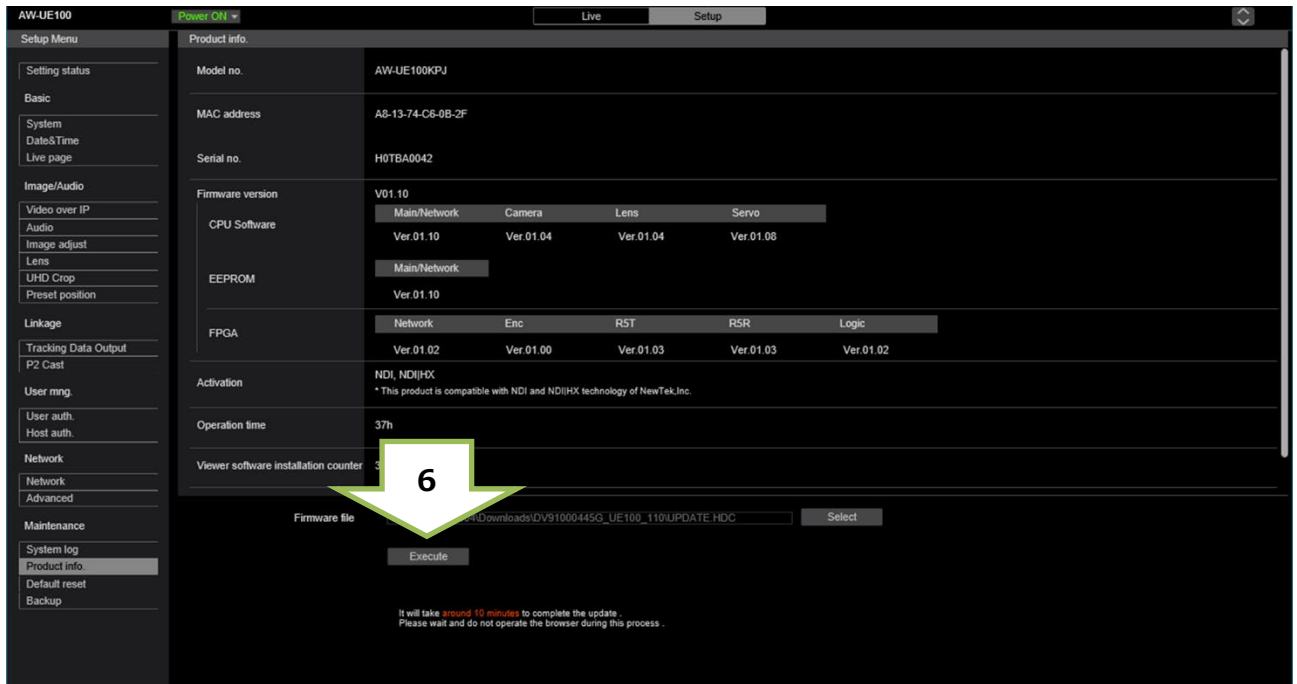 AW-UE100 Power ON Live Setup
Setup Menu
Setting status
Basic
System
Date&Time
Live page
Image/Audio
Video over IP
Audio
Image adjust
Lens
UHD Crop
Preset position
Linkage
Tracking Data Output
P2 Cast
User mng.
User auth.
Host auth.
Network
Network
Advanced
Maintenance
System log
Product info.
Default reset
Backup
Product info.
Model no. AW-UE100KPJ
MAC address A8-13-74-C6-0B-2F
Serial no. H0TBA0042
Firmware version V01.10
CPU Software
Main/Network Camera Lens Servo
Ver.01.10 Ver.01.04 Ver.01.04 Ver.01.08
EEPROM
Main/Network
Ver.01.10
FPGA
Network Enc R5T R5R Logic
Ver.01.02 Ver.01.00 Ver.01.03 Ver.01.03 Ver.01.02
Activation
NDI, NDI|HX
* This product is compatible with NDI and NDI|HX technology of NewTek,Inc.
Operation time 37h
Viewer software installation counter
6
Firmware file \Downloads\DV91000445G_UE100_110\UPDATE.HDC Select
Execute
It will take around 10 minutes to complete the update .
Please wait and do not operate the browser during this process .